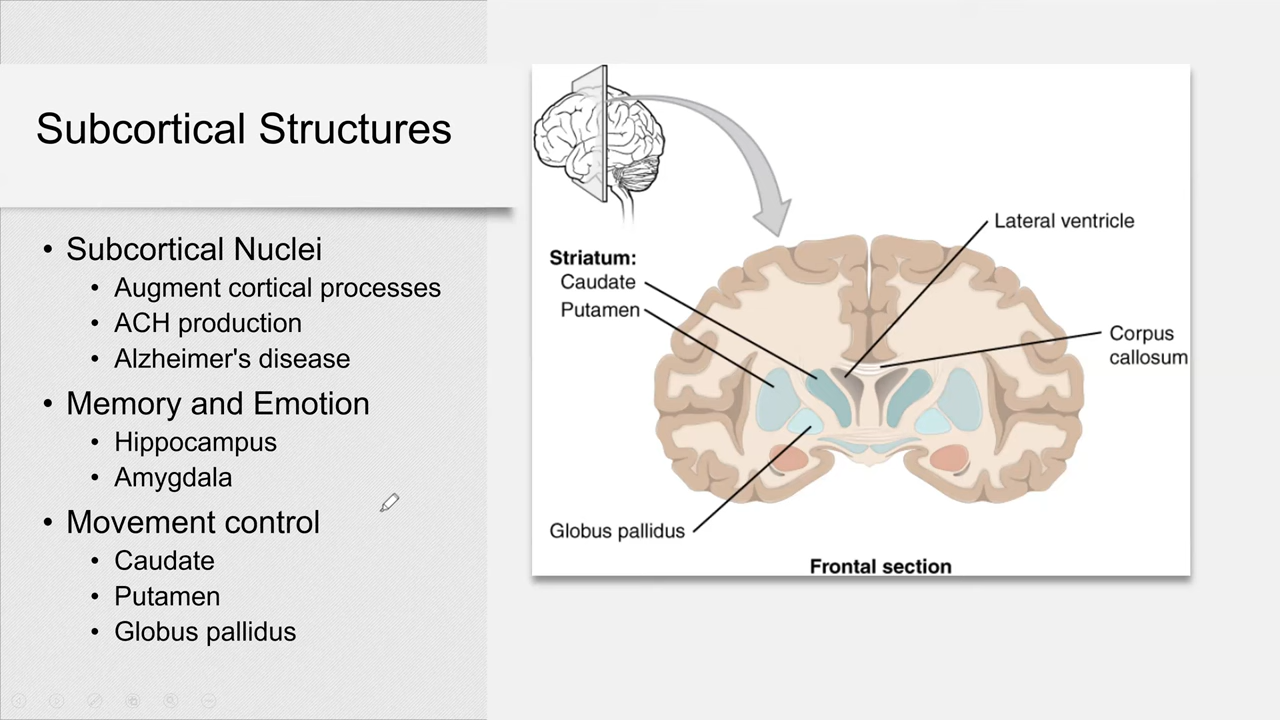 Subcortical Structures
• Subcortical Nuclei
• Augment cortical processes
• ACH production
• Alzheimer's disease
• Memory and Emotion
• Hippocampus
• Amygdala
• Movement control
• Caudate
• Putamen
• Globus pallidus
Lateral ventricle
Striatum:
Caudate
Putamen
Corpus
callosum
Globus pallidus
Frontal section